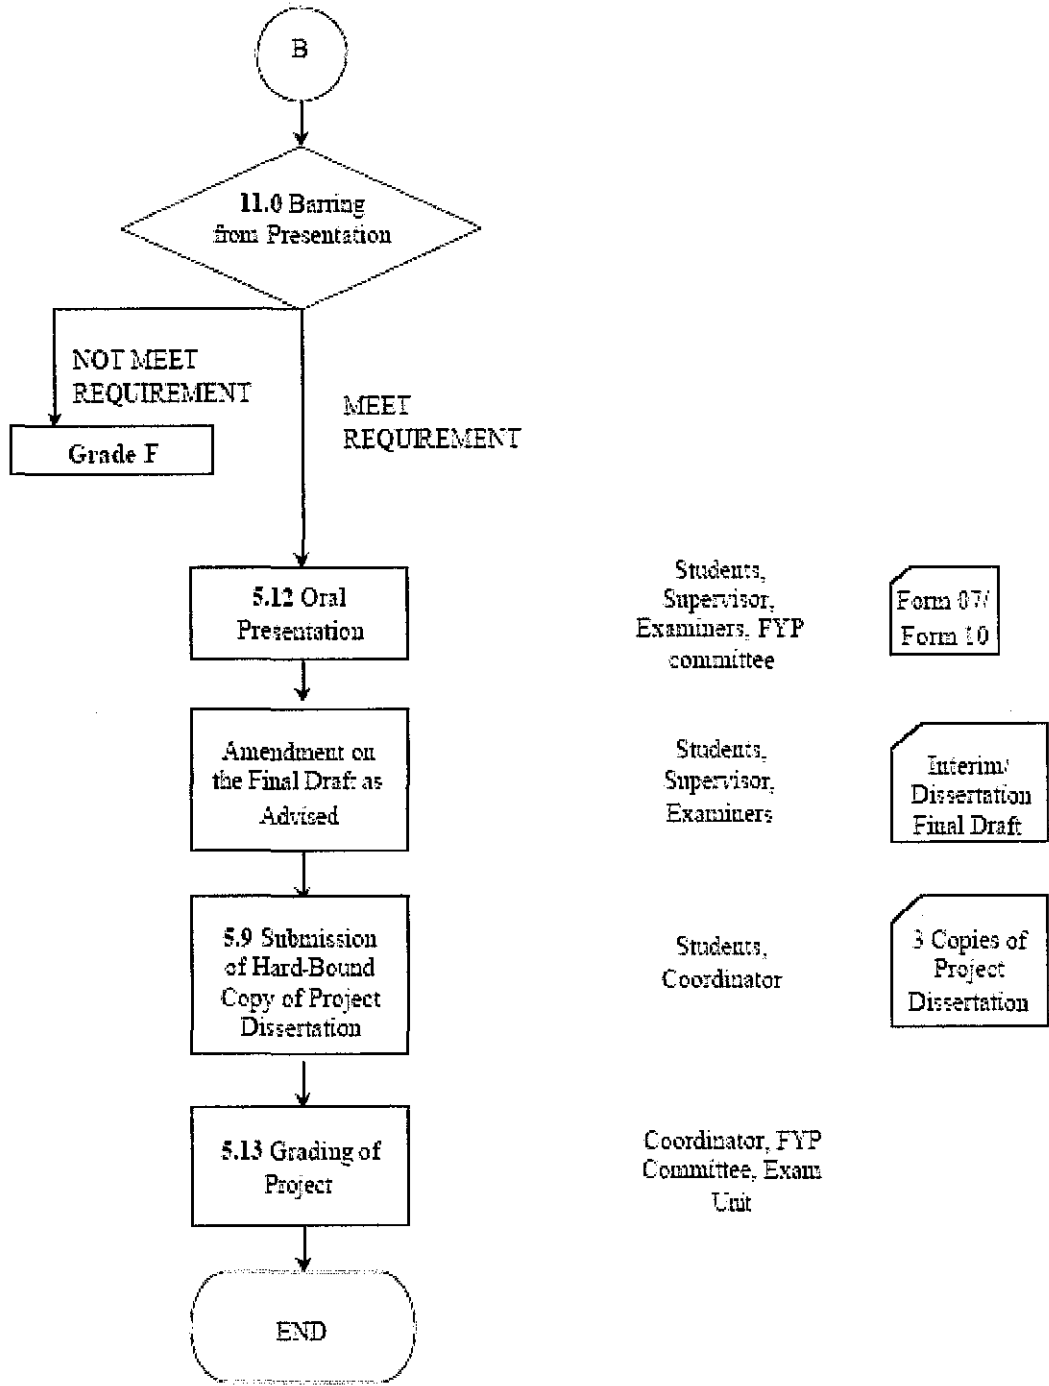 B
11.0 Barring
from Presentation
NOT MEET
REQUIREMENT
MEET
REQUIREMENT
Grade F
5.12 Oral
Presentation
Students,
Supervisor,
Examiners, FYP
committee
Form 07/
Form 10
Amendment on
the Final Draft as
Advised
Students,
Supervisor,
Examiners
Interim/
Dissertation
Final Draft
5.9 Submission
of Hard-Bound
Copy of Project
Dissertation
Students,
Coordinator
3 Copies of
Project
Dissertation
5.13 Grading of
Project
Coordinator, FYP
Committee, Exam
Unit
END